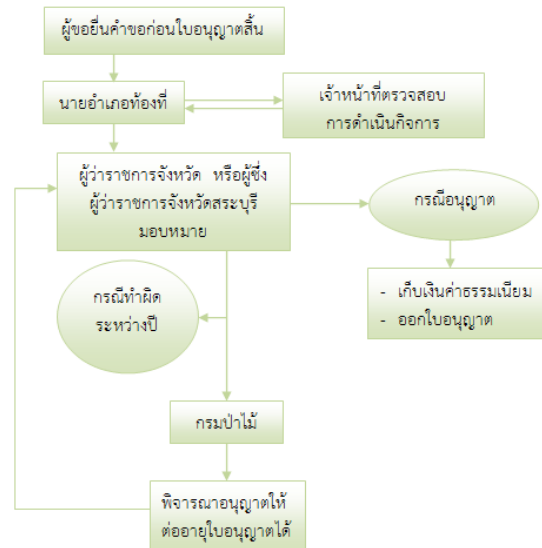 ผู้ขอยื่นคำขอก่อนใบอนุญาตสิ้น
นายอำเภอท้องที่
เจ้าหน้าที่ตรวจสอบ
การดำเนินกิจการ
ผู้ว่าราชการจังหวัด หรือผู้ซึ่ง
ผู้ว่าราชการจังหวัดสระบุรี
มอบหมาย
กรณีอนุญาต
- เก็บเงินค่าธรรมเนียม
- ออกใบอนุญาต
กรณีทำผิด
ระหว่างปี
กรมป่าไม้
พิจารณาอนุญาตให้
ต่ออายุใบอนุญาตได้